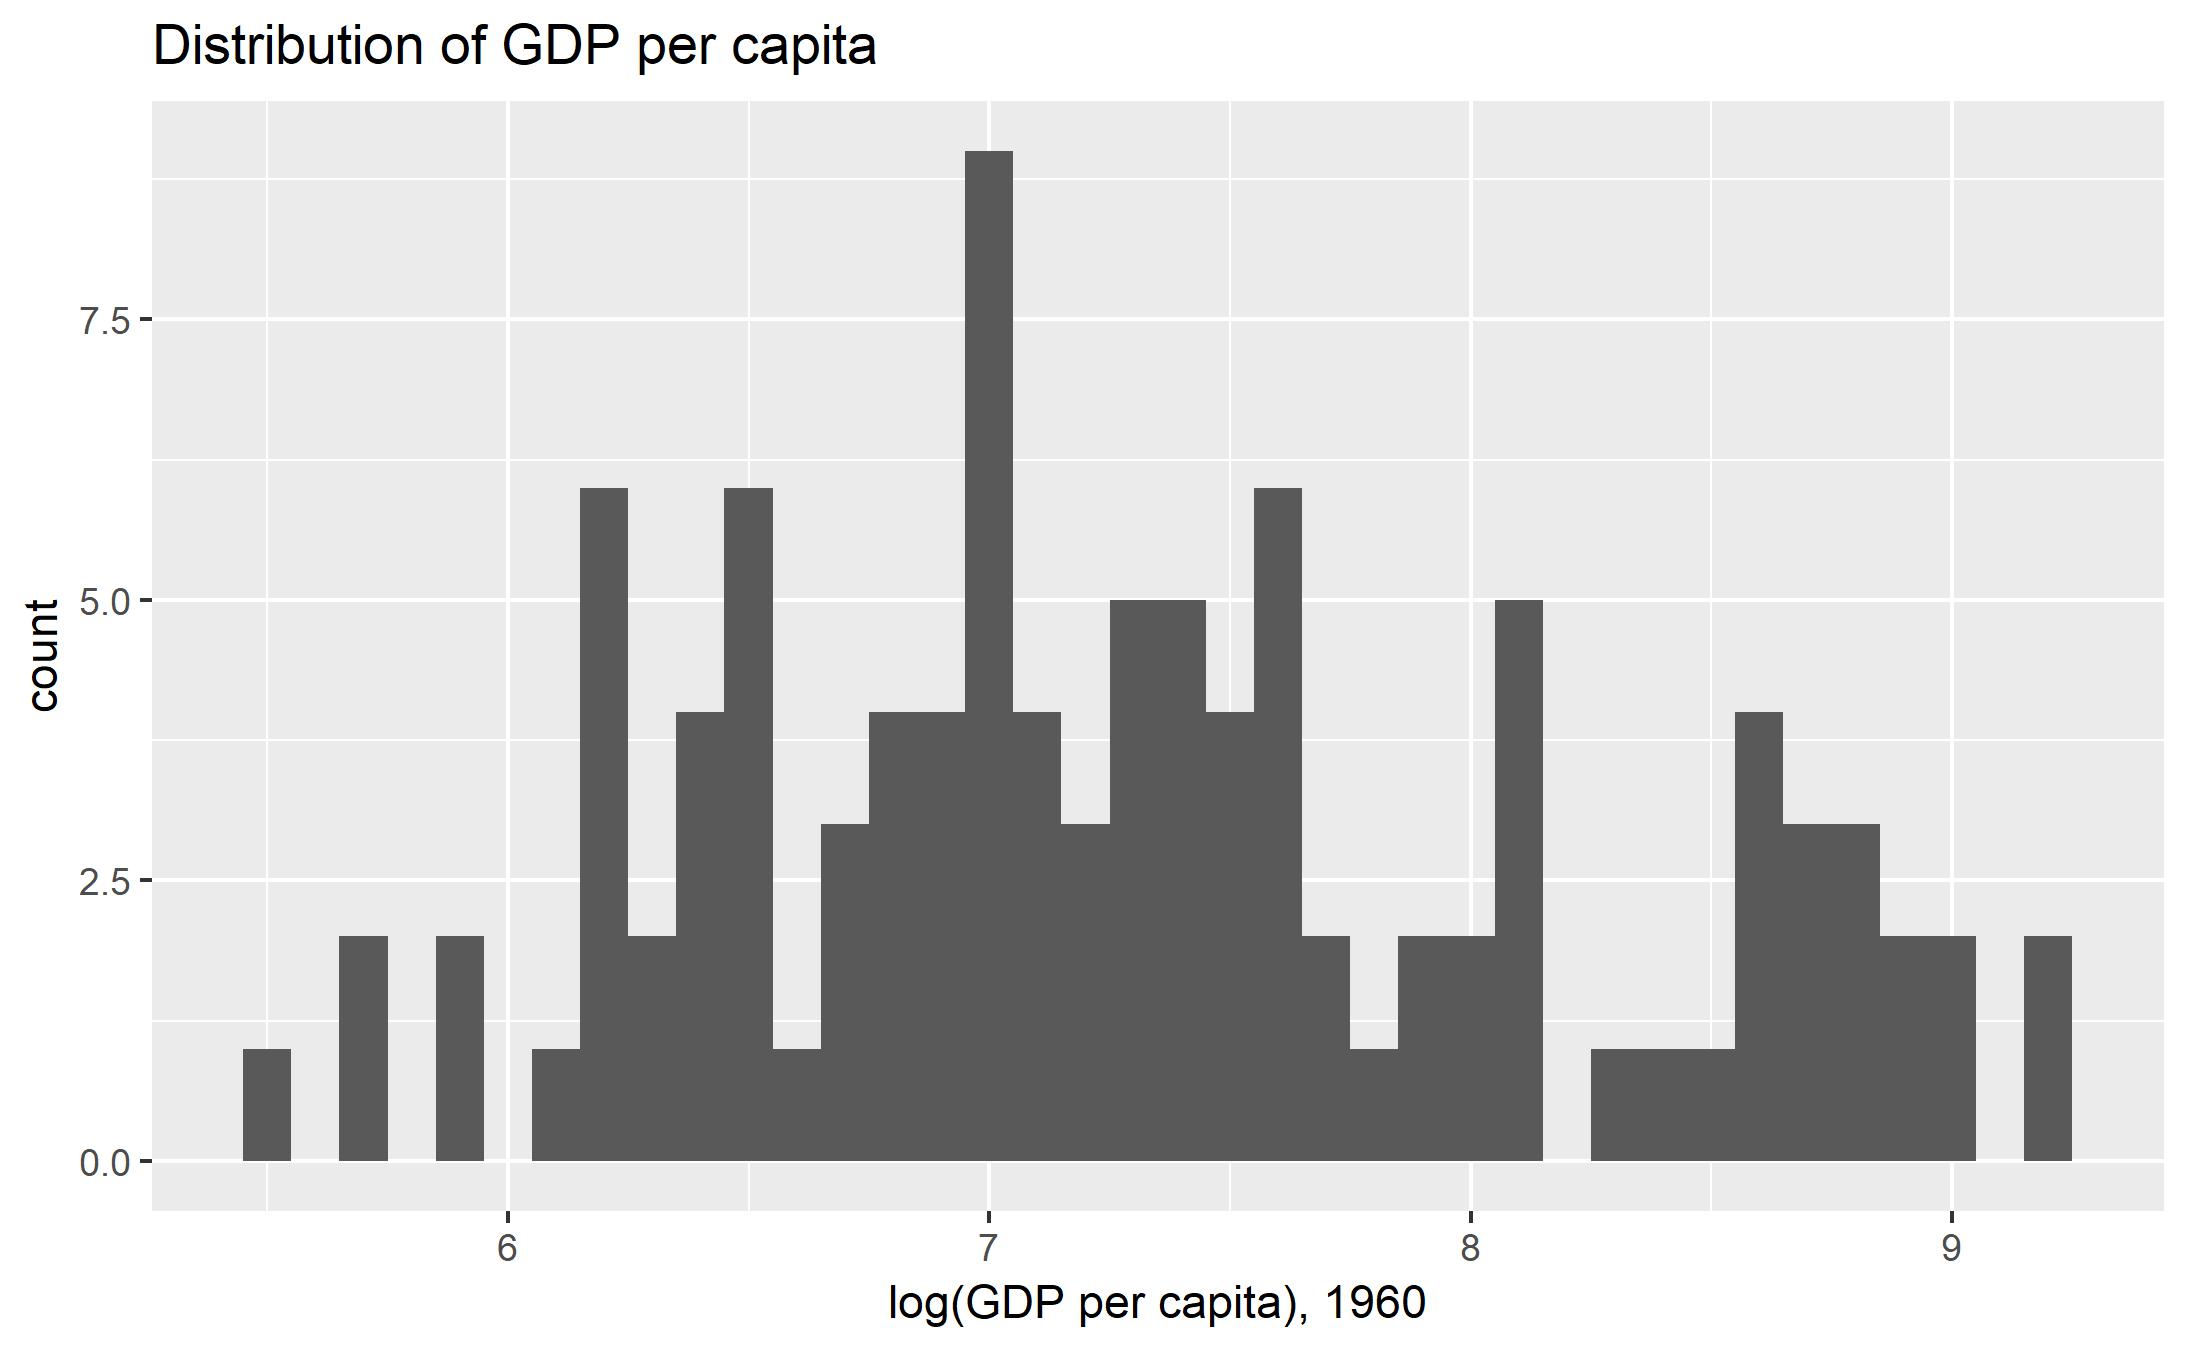 Distribution of GDP per capita
7.5
5.0
2.5
0.0
count
6 7 8 9
log(GDP per capita), 1960